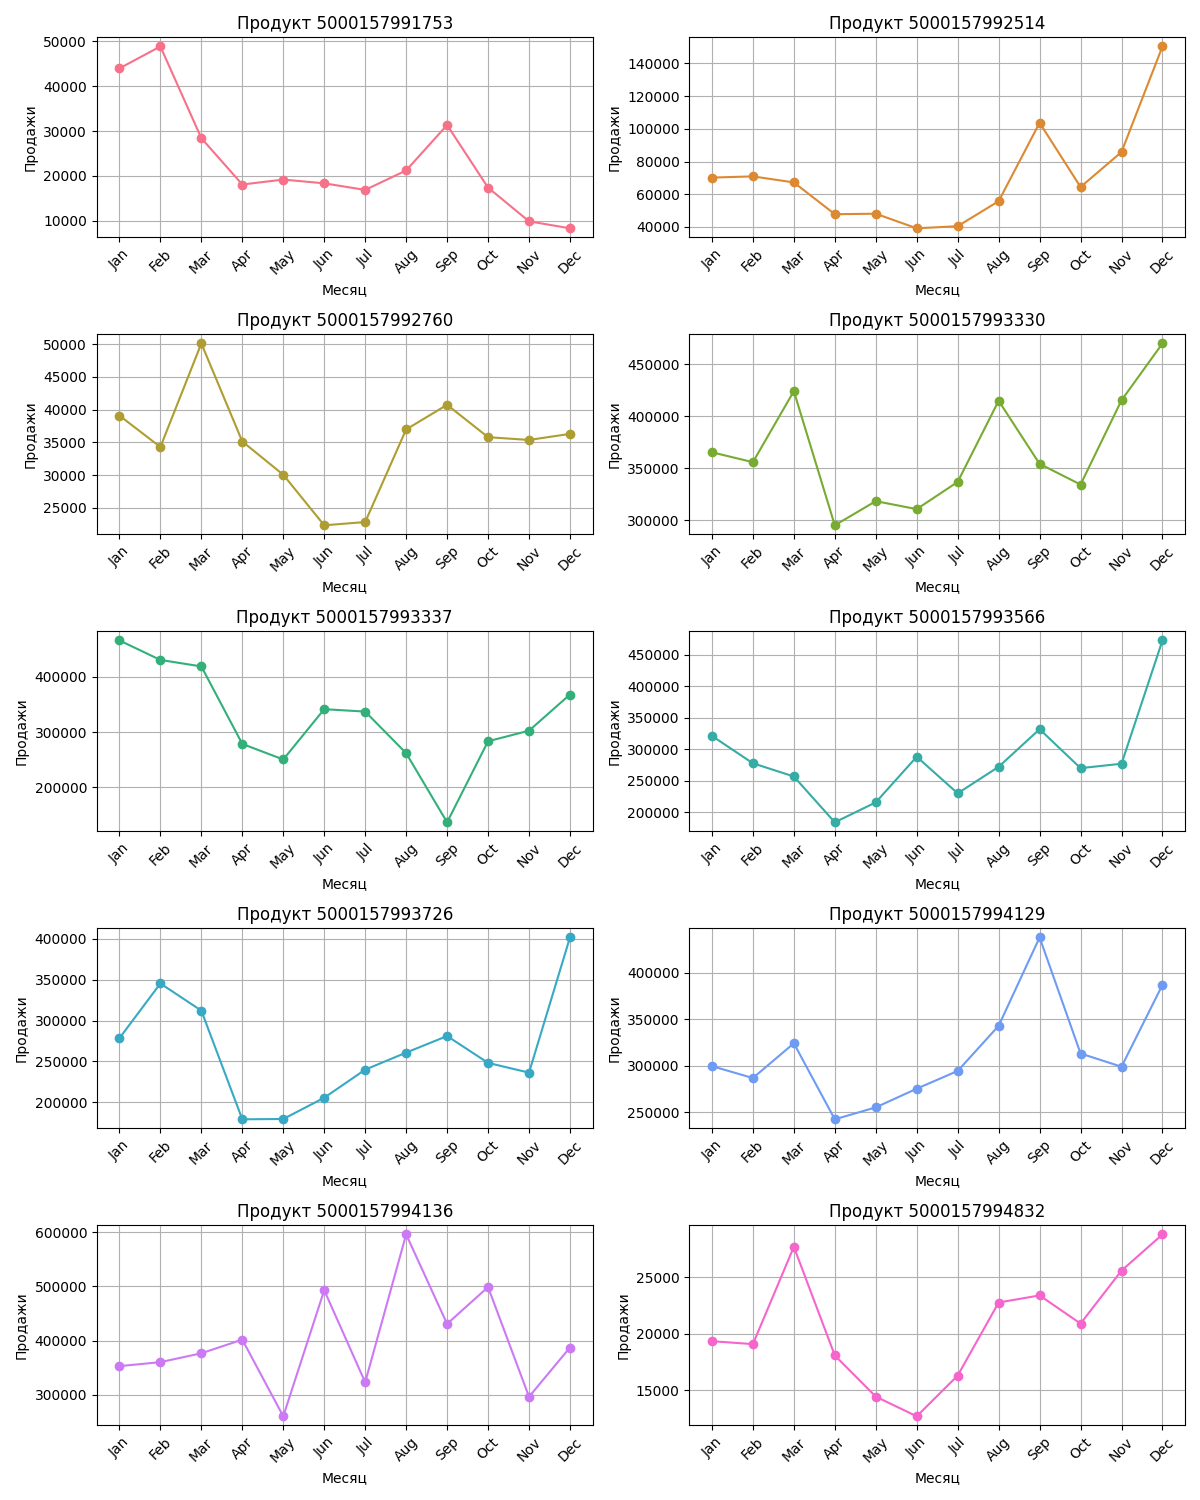 Продукт 5000157991753
Продажи
50000
40000
30000
20000
10000
Jan Feb Mar Apr May Jun Jul Aug Sep Oct Nov Dec
Месяц
Продукт 5000157992514
Продажи
140000
120000
100000
80000
60000
40000
Jan Feb Mar Apr May Jun Jul Aug Sep Oct Nov Dec
Месяц
Продукт 5000157992760
Продажи
50000
45000
40000
35000
30000
25000
Jan Feb Mar Apr May Jun Jul Aug Sep Oct Nov Dec
Месяц
Продукт 5000157993330
Продажи
450000
400000
350000
300000
Jan Feb Mar Apr May Jun Jul Aug Sep Oct Nov Dec
Месяц
Продукт 5000157993337
Продажи
400000
300000
200000
Jan Feb Mar Apr May Jun Jul Aug Sep Oct Nov Dec
Месяц
Продукт 5000157993566
Продажи
450000
400000
350000
300000
250000
200000
Jan Feb Mar Apr May Jun Jul Aug Sep Oct Nov Dec
Месяц
Продукт 5000157993726
Продажи
400000
350000
300000
250000
200000
Jan Feb Mar Apr May Jun Jul Aug Sep Oct Nov Dec
Месяц
Продукт 5000157994129
Продажи
400000
350000
300000
250000
Jan Feb Mar Apr May Jun Jul Aug Sep Oct Nov Dec
Месяц
Продукт 5000157994136
Продажи
600000
500000
400000
300000
Jan Feb Mar Apr May Jun Jul Aug Sep Oct Nov Dec
Месяц
Продукт 5000157994832
Продажи
25000
20000
15000
Jan Feb Mar Apr May Jun Jul Aug Sep Oct Nov Dec
Месяц